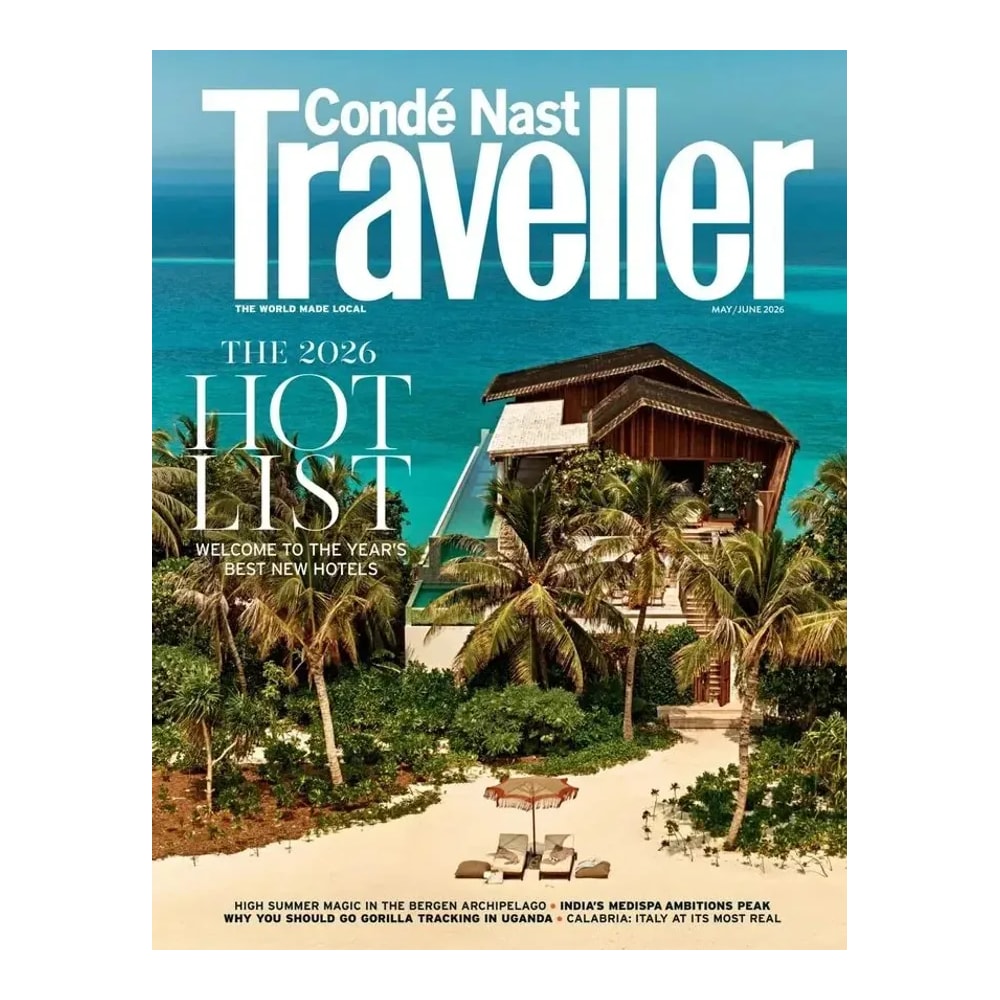 Condé Nast
Traveller
THE WORLD MADE LOCAL
MAY/JUNE 2026
THE 2026
HOT
LIST
WELCOME TO THE YEAR'S
BEST NEW HOTELS
HIGH SUMMER MAGIC IN THE BERGEN ARCHIPELAGO • INDIA'S MEDISPA AMBITIONS PEAK
WHY YOU SHOULD GO GORILLA TRACKING IN UGANDA • CALABRIA: ITALY AT ITS MOST REAL